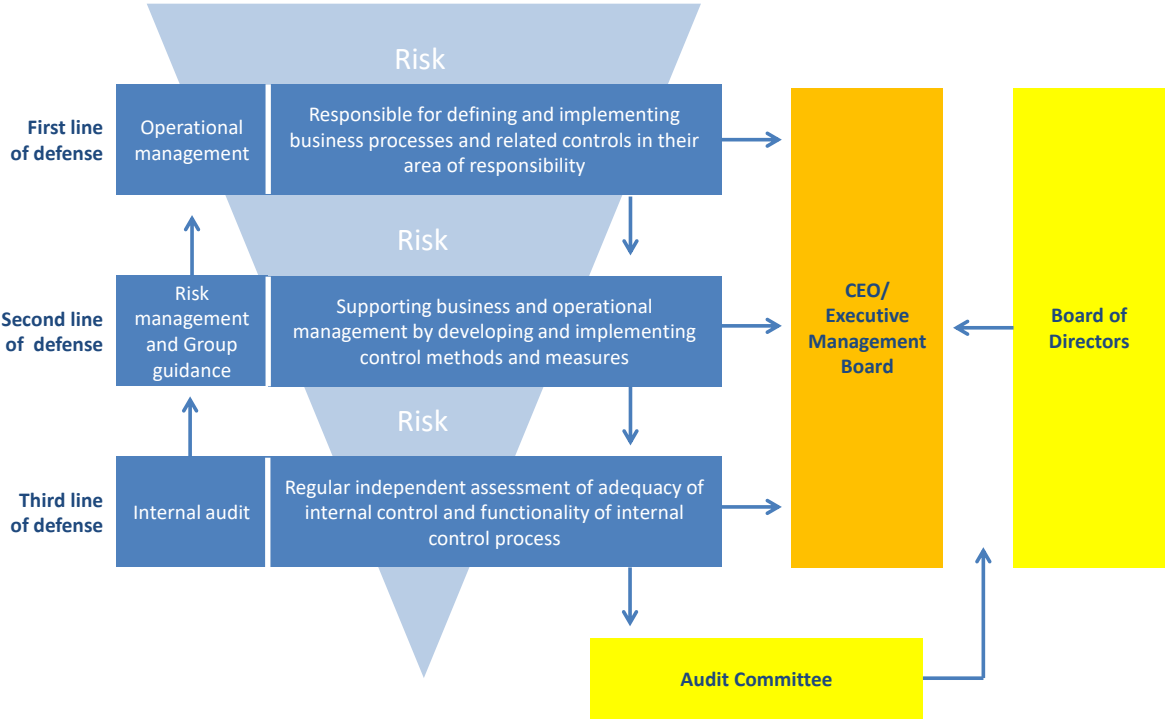 Risk
First line
of defense
Operational
management
Responsible for defining and implementing
business processes and related controls in their
area of responsibility
Risk
Second line
of defense
Risk
management
and Group
guidance
Supporting business and operational
management by developing and implementing
control methods and measures
CEO/
Executive
Management
Board
Board of
Directors
Risk
Third line
of defense
Internal audit
Regular independent assessment of adequacy of
internal control and functionality of internal
control process
Audit Committee